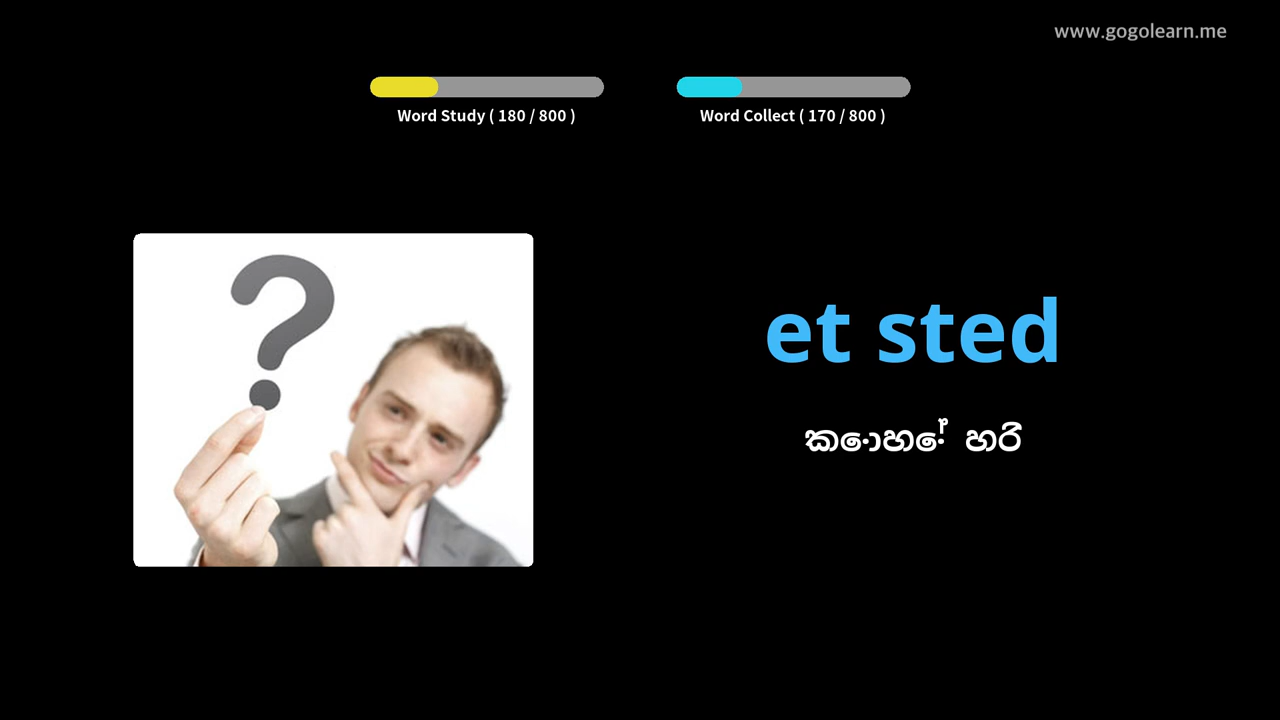 www.gogolearn.me
Word Study ( 180 / 800 )
Word Collect ( 170 / 800 )
et sted
කොහේ හරි